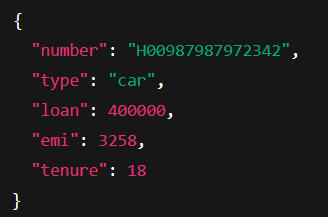 {
"number": "H00987987972342",
"type": "car",
"loan": 400000,
"emi": 3258,
"tenure": 18
}